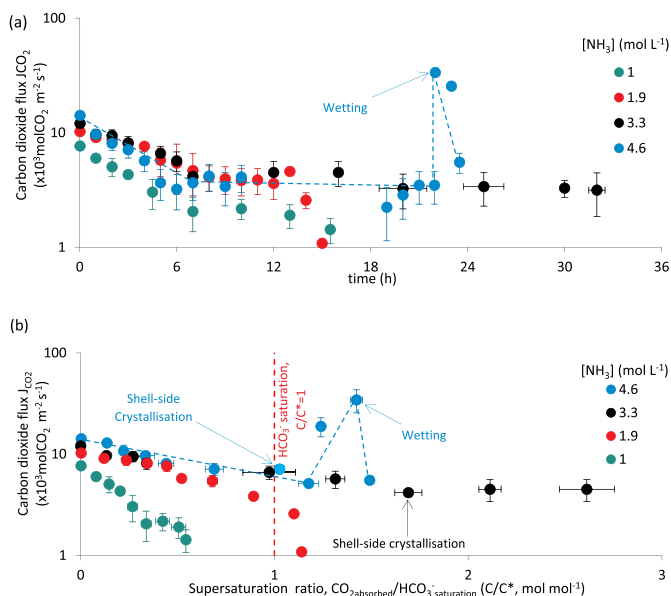 (a)
Carbon dioxide flux JCO2
(x10³molCO2 m⁻² s⁻¹)
100
10
1
0
6
12
18
24
30
36
time (h)
Wetting
[NH3] (mol L⁻¹)
1
1.9
3.3
4.6
(b)
Carbon dioxide flux JCO2
(x10³molCO2 m⁻² s⁻¹)
100
10
1
0
1
2
3
Supersaturation ratio, CO2absorbed/HCO3⁻saturation (C/C*, mol mol⁻¹)
Shell-side
Crystallisation
HCO3⁻ saturation,
C/C*=1
Wetting
Shell-side crystallisation
[NH3] (mol L⁻¹)
4.6
3.3
1.9
1